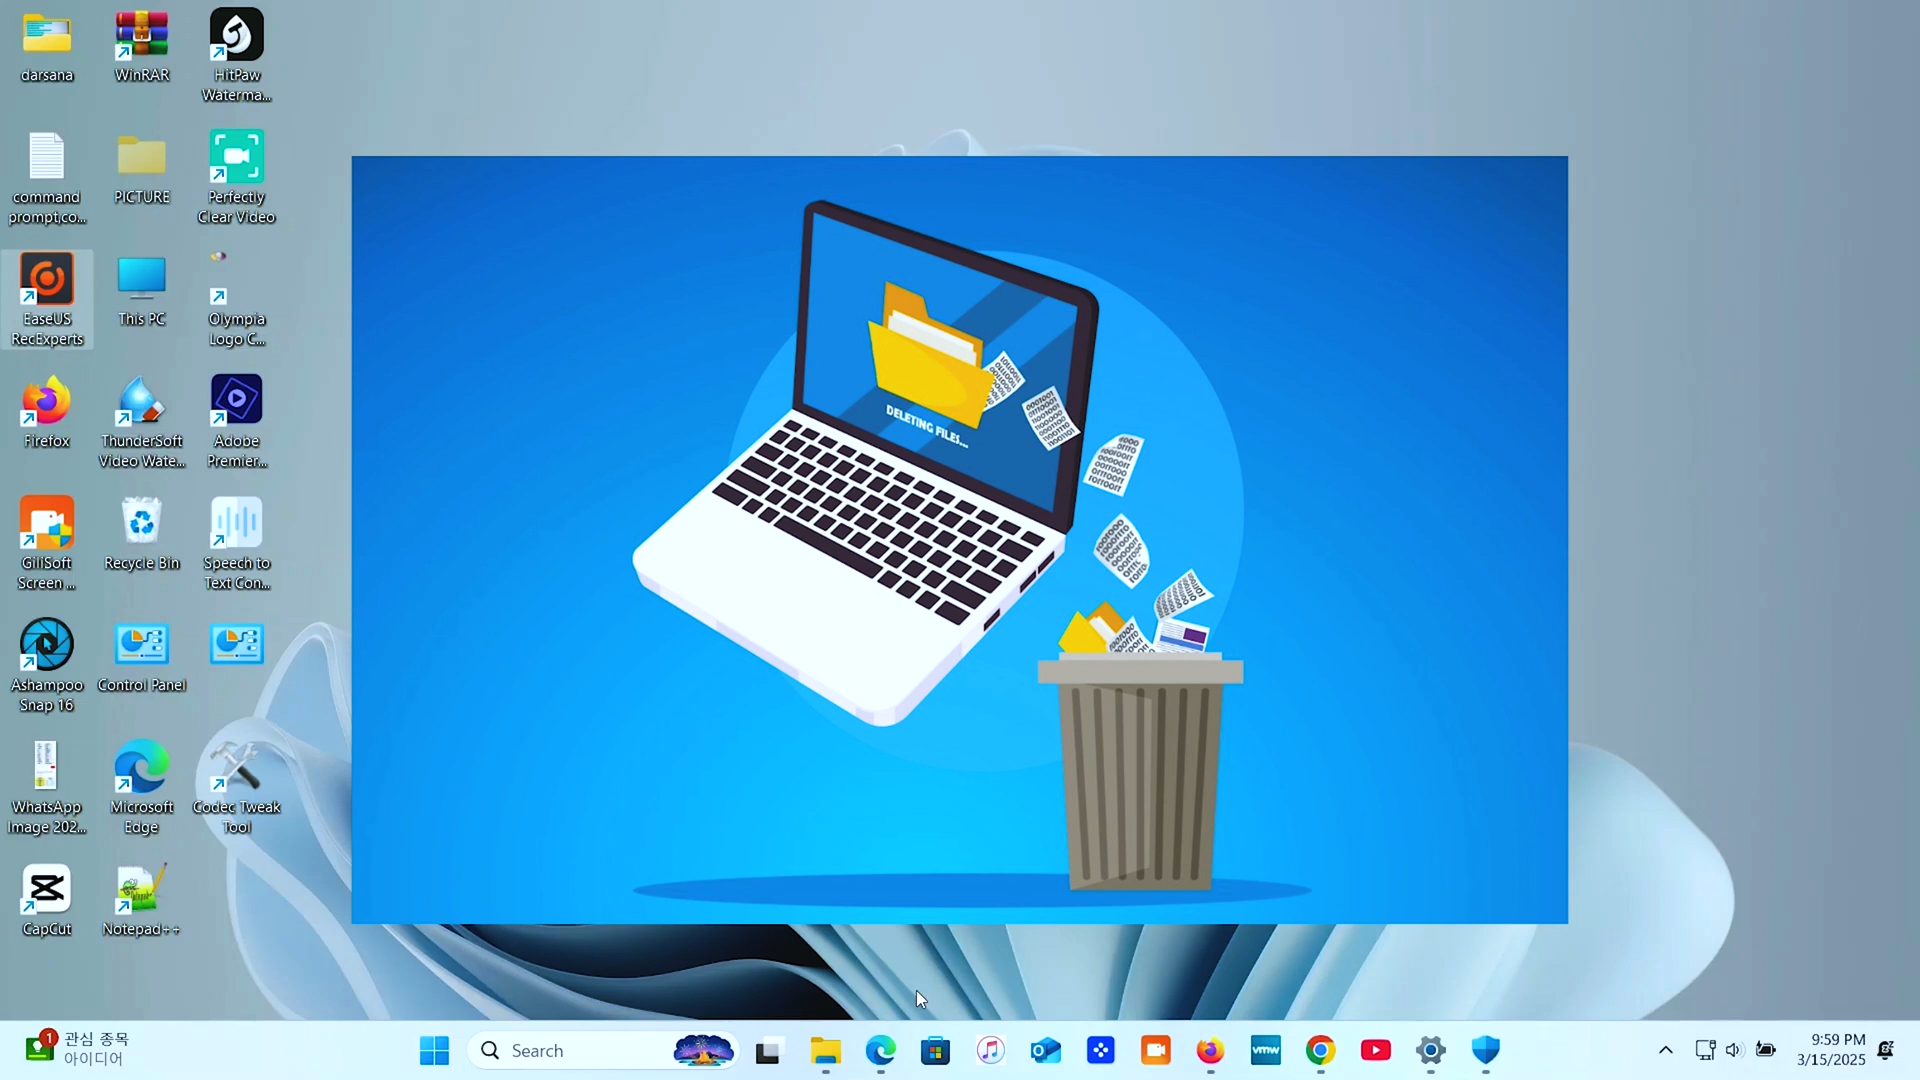 darsana
WinRAR
HitPaw
Waterma...
command
prompt,co...
PICTURE
Perfectly
Clear Video
EaseUS
RecExperts
This PC
Olympia
Logo C...
Firefox
ThunderSoft
Video Wate...
Adobe
Premier...
GiliSoft
Screen ...
Recycle Bin
Speech to
Text Con...
Ashampoo
Snap 16
Control Panel
WhatsApp
Image 202...
Microsoft
Edge
Codec Tweak
Tool
CapCut
Notepad++
DELETING FILES...
1
관심 종목
아이디어
Search
vmw
9:59 PM
3/15/2025